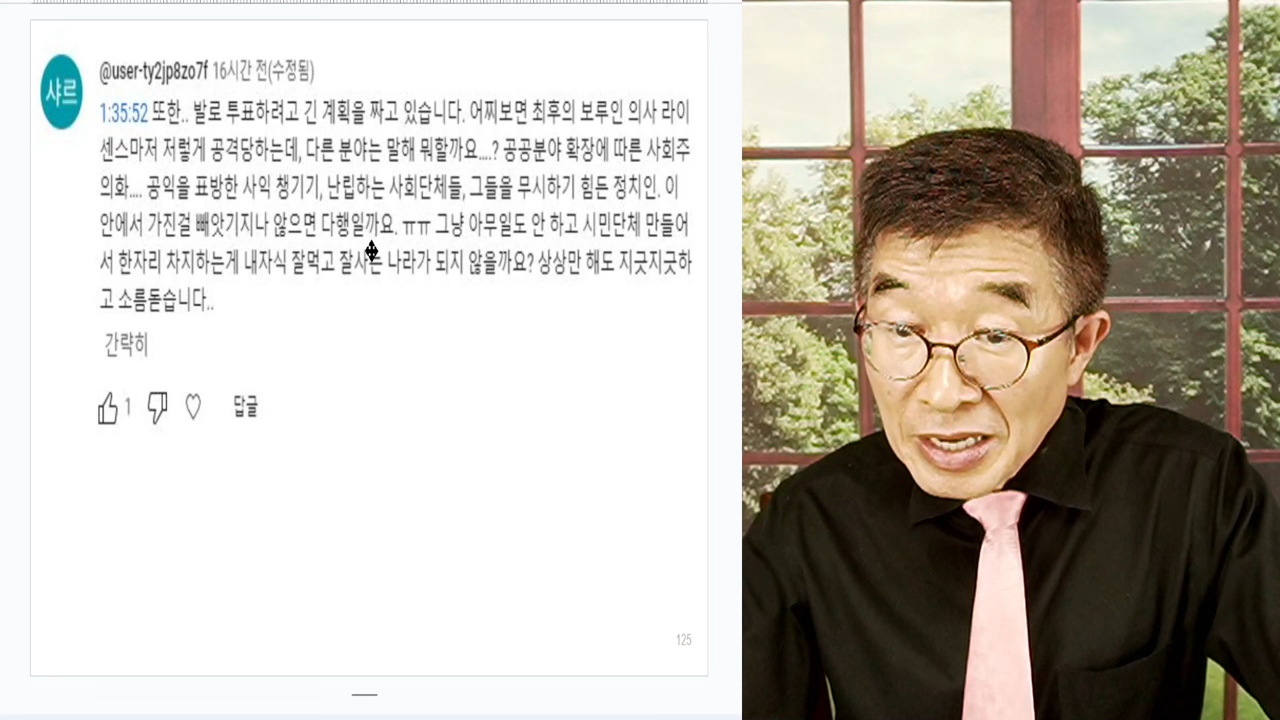 샤르
@user-ty2jp8zo7f 16시간 전(수정됨)
1:35:52 또한.. 발로 투표하려고 긴 계획을 짜고 있습니다. 어찌보면 최후의 보루인 의사 라이
센스마저 저렇게 공격당하는데, 다른 분야는 말해 뭐할까요....? 공공분야 확장에 따른 사회주
의화.... 공익을 표방한 사익 챙기기, 난립하는 사회단체들, 그들을 무시하기 힘든 정치인. 이
안에서 가진걸 빼앗기지나 않으면 다행일까요. ㅠㅠ 그냥 아무일도 안 하고 시민단체 만들어
서 한자리 차지하는게 내자식 잘먹고 잘사는 나라가 되지 않을까요? 상상만 해도 지긋지긋하
고 소름돋습니다..
간략히
1 답글
125